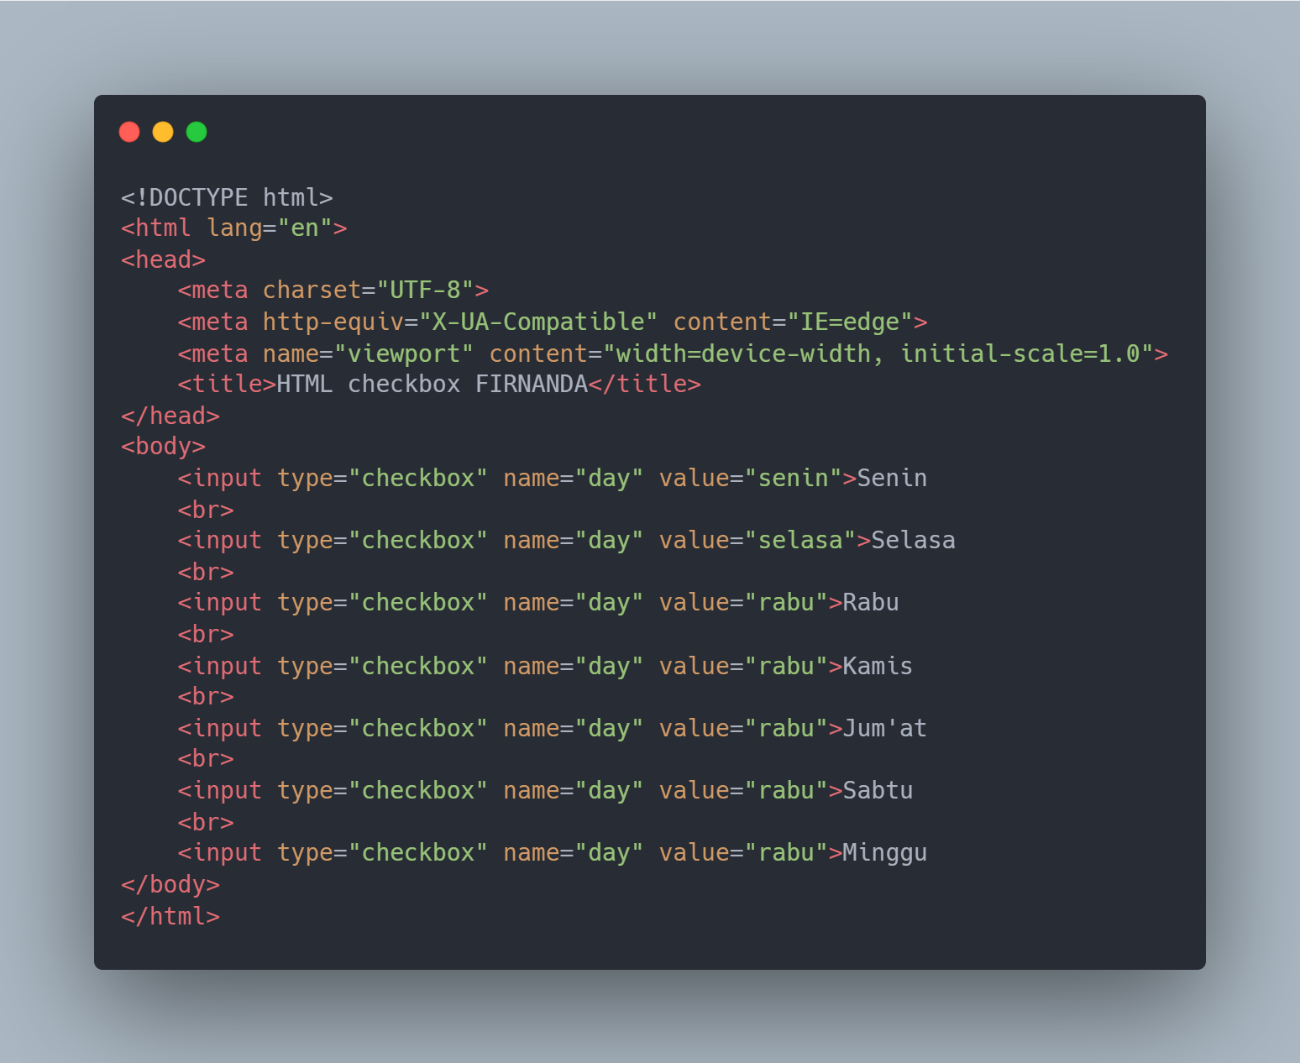 <!DOCTYPE html>
<html lang="en">
<head>
    <meta charset="UTF-8">
    <meta http-equiv="X-UA-Compatible" content="IE=edge">
    <meta name="viewport" content="width=device-width, initial-scale=1.0">
    <title>HTML checkbox FIRNANDA</title>
</head>
<body>
    <input type="checkbox" name="day" value="senin">Senin
    <br>
    <input type="checkbox" name="day" value="selasa">Selasa
    <br>
    <input type="checkbox" name="day" value="rabu">Rabu
    <br>
    <input type="checkbox" name="day" value="rabu">Kamis
    <br>
    <input type="checkbox" name="day" value="rabu">Jum'at
    <br>
    <input type="checkbox" name="day" value="rabu">Sabtu
    <br>
    <input type="checkbox" name="day" value="rabu">Minggu
</body>
</html>